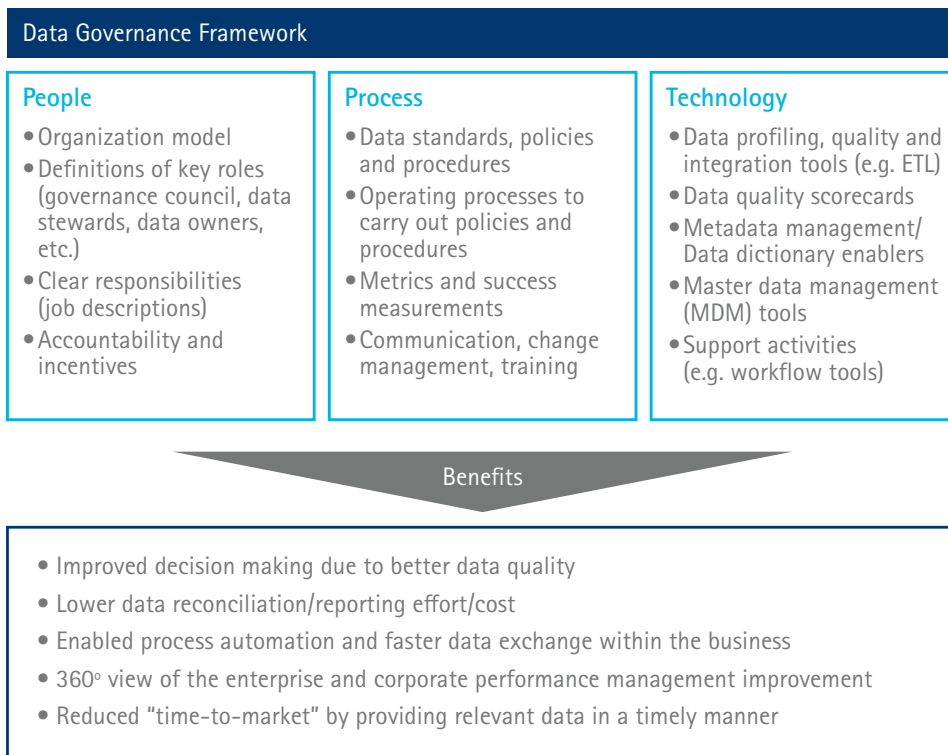 Data Governance Framework
People
• Organization model
• Definitions of key roles
(governance council, data
stewards, data owners,
etc.)
• Clear responsibilities
(job descriptions)
• Accountability and
incentives
Process
• Data standards, policies
and procedures
• Operating processes to
carry out policies and
procedures
• Metrics and success
measurements
• Communication, change
management, training
Technology
• Data profiling, quality and
integration tools (e.g. ETL)
• Data quality scorecards
• Metadata management/
Data dictionary enablers
• Master data management
(MDM) tools
• Support activities
(e.g. workflow tools)
Benefits
• Improved decision making due to better data quality
• Lower data reconciliation/reporting effort/cost
• Enabled process automation and faster data exchange within the business
• 360° view of the enterprise and corporate performance management improvement
• Reduced “time-to-market” by providing relevant data in a timely manner